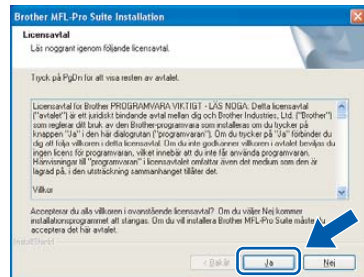 Brother MFL-Pro Suite Installation
Licensavtal
Läs noggrant igenom följande licensavtal.
Tryck på PgDn för att visa resten av avtalet.
Licensavtal för Brother PROGRAMVARA VIKTIGT - LÄS NOGA: Detta licensavtal
("avtalet") är ett juridiskt bindande avtal mellan dig och Brother Industries, Ltd. ("Brother")
som reglerar ditt bruk av den Brother-programvara som installeras om du trycker på
knappen "Ja" i den här dialogrutan ("programvaran"). Om du trycker på "Ja" förbinder du
dig att följa villkoren i detta licensavtal. Om du inte godkänner villkoren i avtalet beviljas du
ingen licens för programvaran, vilket innebär att du inte får använda programvaran.
Hänvisningar till "programvaran" i licensavtalet omfattar även det medium som den är
lagrad på, i den utsträckning sammanhanget tillåter det.
Villkor
Accepterar du alla villkoren i ovanstående licensavtal? Om du väljer Nej kommer
installationsprogrammet att stängas. Om du vill installera Brother MFL-Pro Suite måste du
acceptera det här avtalet.
InstallShield
< Bakåt
Ja
Nej